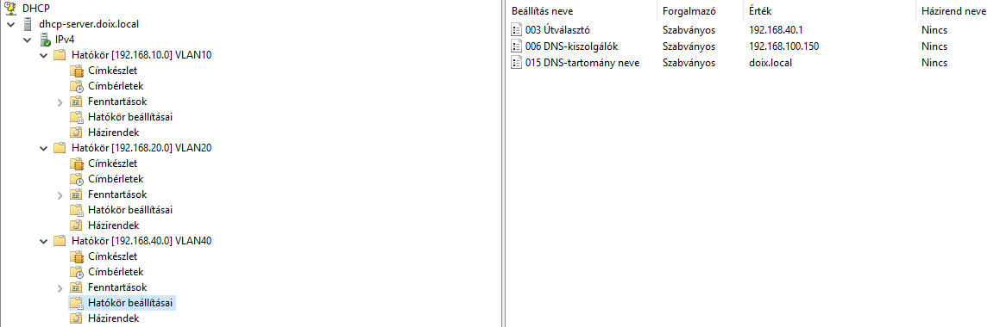 DHCP
dhcp-server.doix.local
IPv4
Hatókör [192.168.10.0] VLAN10
Címkészlet
Címbérletek
Fenntartások
Hatókör beállításai
Házirendek
Hatókör [192.168.20.0] VLAN20
Címkészlet
Címbérletek
Fenntartások
Hatókör beállításai
Házirendek
Hatókör [192.168.40.0] VLAN40
Címkészlet
Címbérletek
Fenntartások
Hatókör beállításai
Házirendek
Beállítás neve Forgalmazó Érték Házirend neve
003 Útválasztó Szabványos 192.168.40.1 Nincs
006 DNS-kiszolgálók Szabványos 192.168.100.150 Nincs
015 DNS-tartomány neve Szabványos doix.local Nincs